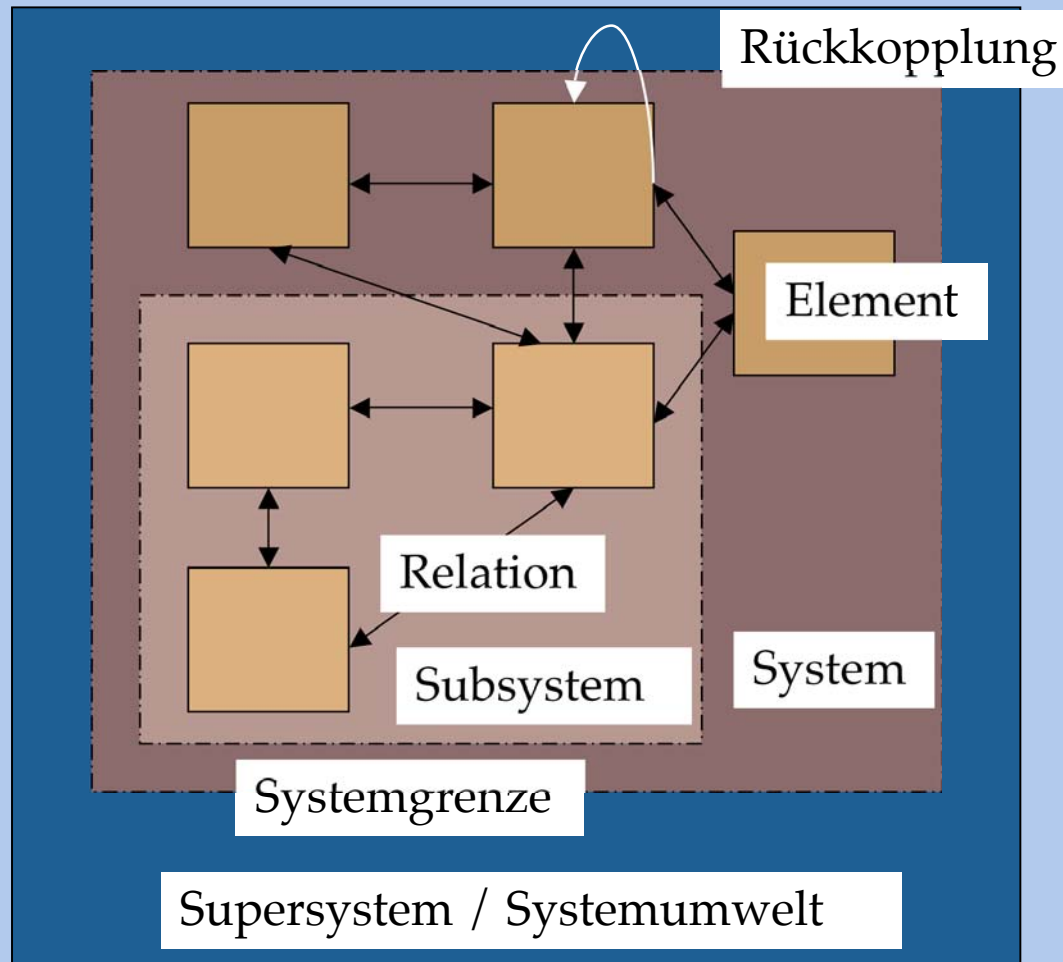 Rückkopplung
Element
Relation
Subsystem
System
Systemgrenze
Supersystem / Systemumwelt